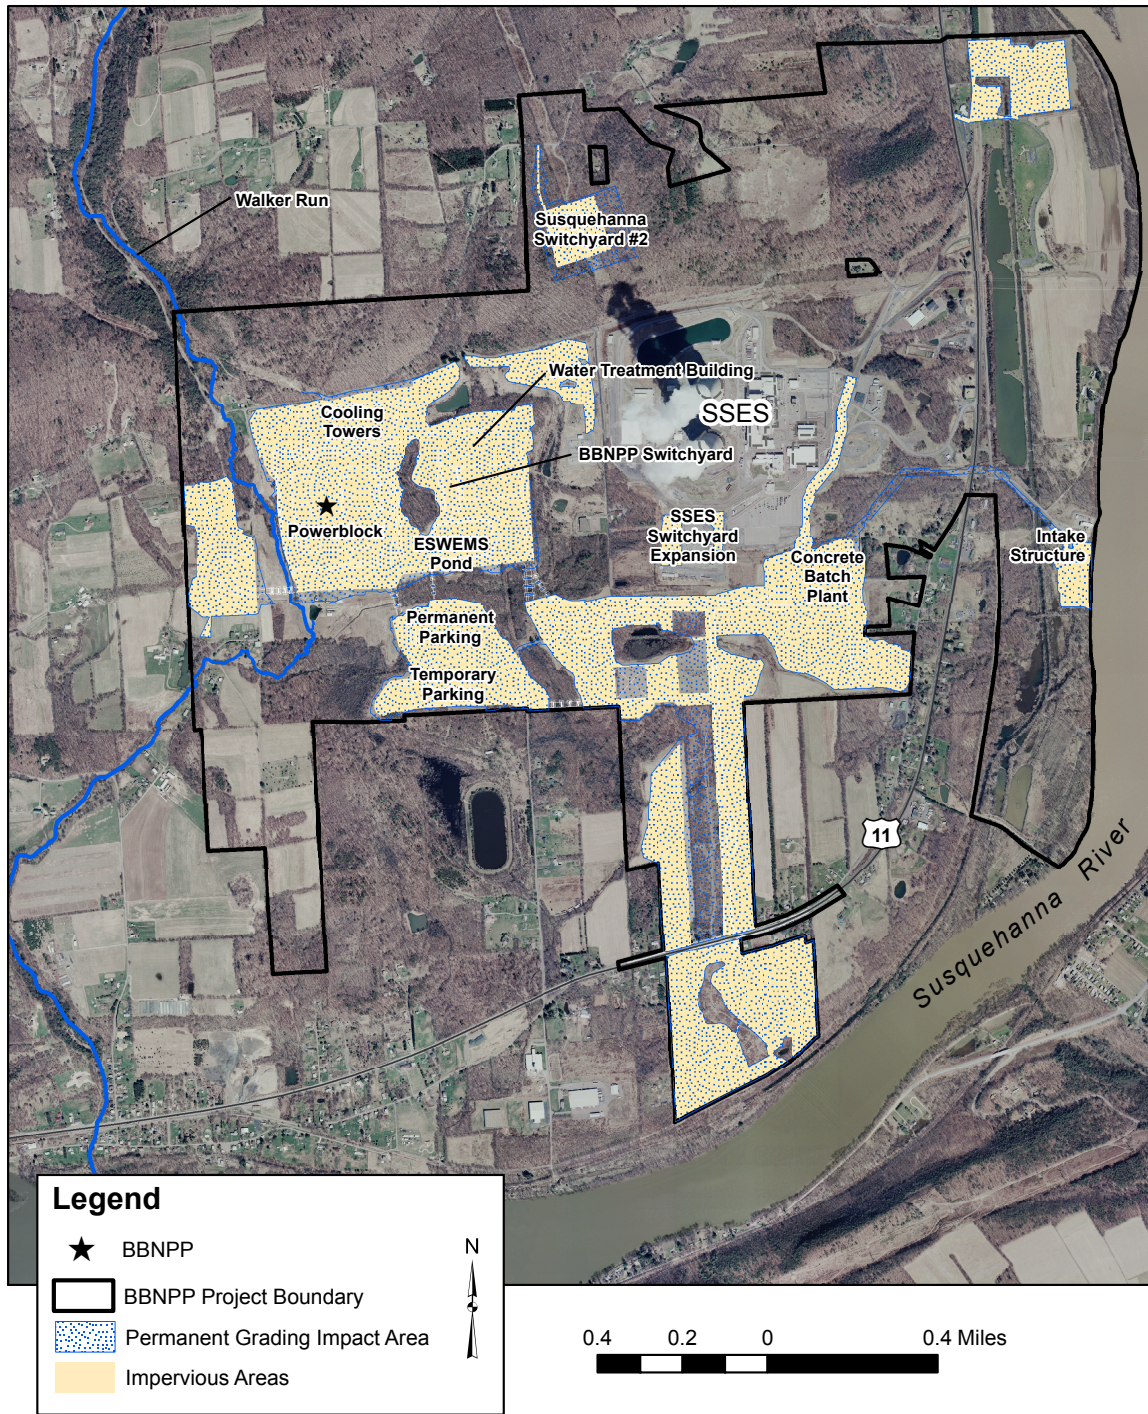 Walker Run
Susquehanna
Switchyard #2
Water Treatment Building
Cooling
Towers
SSES
BBNPP Switchyard
Powerblock
ESWEMS
Pond
SSES
Switchyard
Expansion
Concrete
Batch
Plant
Intake
Structure
Permanent
Parking
Temporary
Parking
11
Susquehanna River
Legend
BBNPP
BBNPP Project Boundary
Permanent Grading Impact Area
Impervious Areas
N
0.4 0.2 0 0.4 Miles